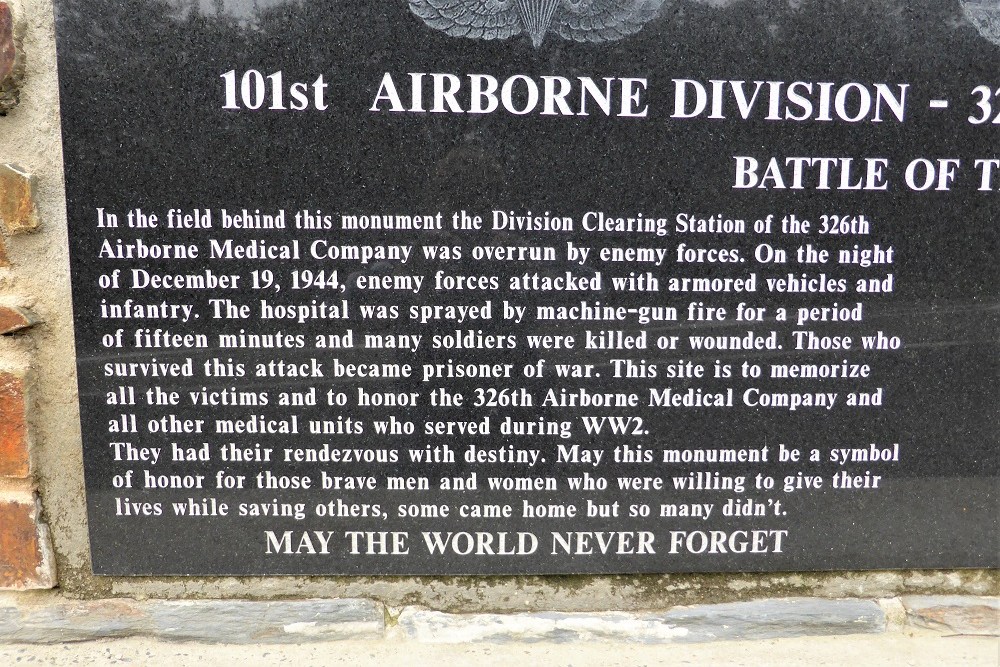 101st AIRBORNE DIVISION - 32
BATTLE OF T
In the field behind this monument the Division Clearing Station of the 326th
Airborne Medical Company was overrun by enemy forces. On the night
of December 19, 1944, enemy forces attacked with armored vehicles and
infantry. The hospital was sprayed by machine-gun fire for a period
of fifteen minutes and many soldiers were killed or wounded. Those who
survived this attack became prisoner of war. This site is to memorize
all the victims and to honor the 326th Airborne Medical Company and
all other medical units who served during WW2.
They had their rendezvous with destiny. May this monument be a symbol
of honor for those brave men and women who were willing to give their
lives while saving others, some came home but so many didn't.
MAY THE WORLD NEVER FORGET